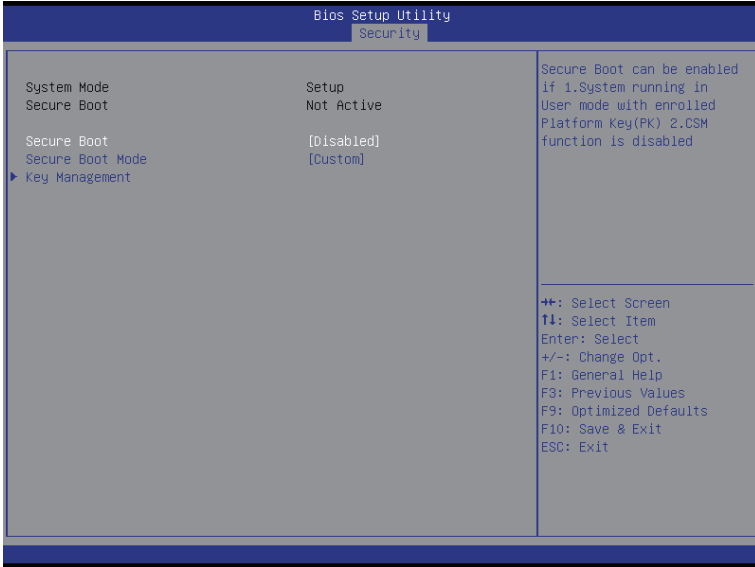 Bios Setup Utility
Security
System Mode Setup
Secure Boot Not Active
Secure Boot [Disabled]
Secure Boot Mode [Custom]
Key Management
Secure Boot can be enabled
if 1.System running in
User mode with enrolled
Platform Key(PK) 2.CSM
function is disabled
→←: Select Screen
↑↓: Select Item
Enter: Select
+/-: Change Opt.
F1: General Help
F3: Previous Values
F9: Optimized Defaults
F10: Save & Exit
ESC: Exit